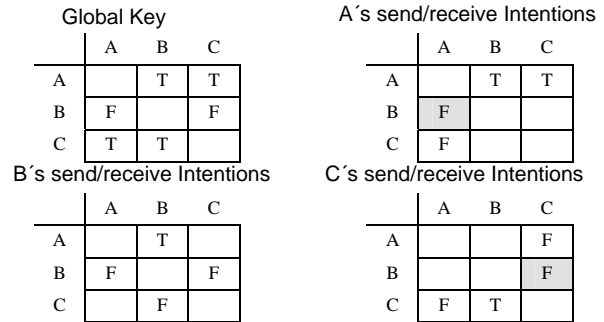 Global Key
A B C
A T T
B F F
C T T
A´s send/receive Intentions
A B C
A T T
B F
C F
B´s send/receive Intentions
A B C
A T
B F F
C F
C´s send/receive Intentions
A B C
A F
B F
C F T